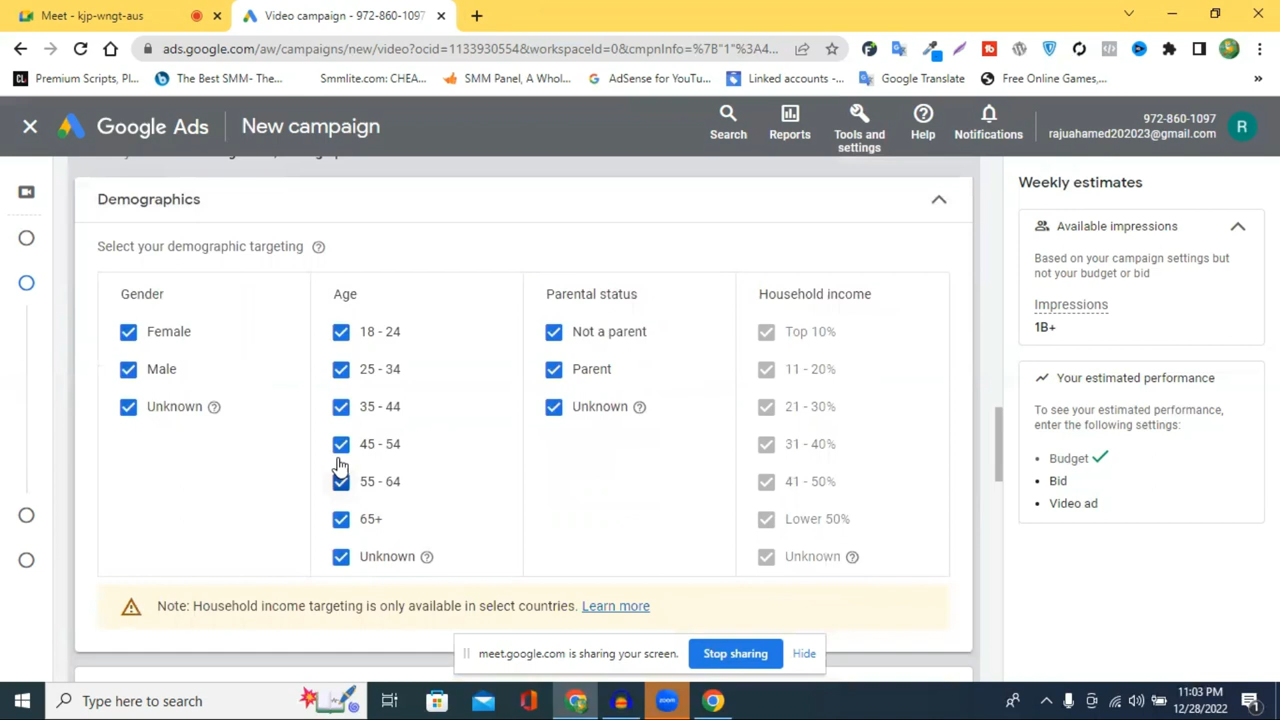 Meet - kjp-wngt-aus
Video campaign - 972-860-1097
ads.google.com/aw/campaigns/new/video?ocid=1133930554&workspaceId=0&cmpnInfo=%7B"1"%3A4...
Premium Scripts, Pl...
The Best SMM- The...
Smmlite.com: CHEA...
SMM Panel, A Whol...
AdSense for YouTu...
Linked accounts -...
Google Translate
Free Online Games,...
»
Google Ads
New campaign
Search
Reports
Tools and settings
Help
Notifications
972-860-1097
rajuahamed202023@gmail.com
R
Demographics
Select your demographic targeting
Gender
Female
Male
Unknown
Age
18 - 24
25 - 34
35 - 44
45 - 54
55 - 64
65+
Unknown
Parental status
Not a parent
Parent
Unknown
Household income
Top 10%
11 - 20%
21 - 30%
31 - 40%
41 - 50%
Lower 50%
Unknown
Note: Household income targeting is only available in select countries. Learn more
Weekly estimates
Available impressions
Based on your campaign settings but
not your budget or bid
Impressions
1B+
Your estimated performance
To see your estimated performance,
enter the following settings:
• Budget
• Bid
• Video ad
meet.google.com is sharing your screen.
Stop sharing
Hide
Type here to search
zoom
11:03 PM
12/28/2022
1